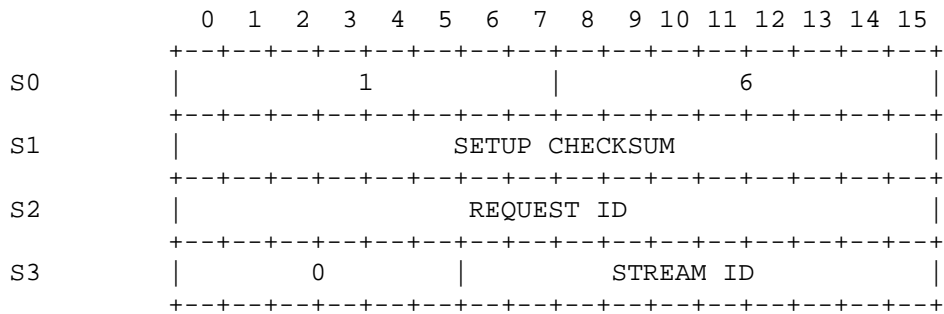 0 1 2 3 4 5 6 7 8 9 10 11 12 13 14 15
+--+--+--+--+--+--+--+--+--+--+--+--+--+--+--+--+
S0 | 1 | 6 |
+--+--+--+--+--+--+--+--+--+--+--+--+--+--+--+--+
S1 | SETUP CHECKSUM |
+--+--+--+--+--+--+--+--+--+--+--+--+--+--+--+--+
S2 | REQUEST ID |
+--+--+--+--+--+--+--+--+--+--+--+--+--+--+--+--+
S3 | 0 | STREAM ID |
+--+--+--+--+--+--+--+--+--+--+--+--+--+--+--+--+